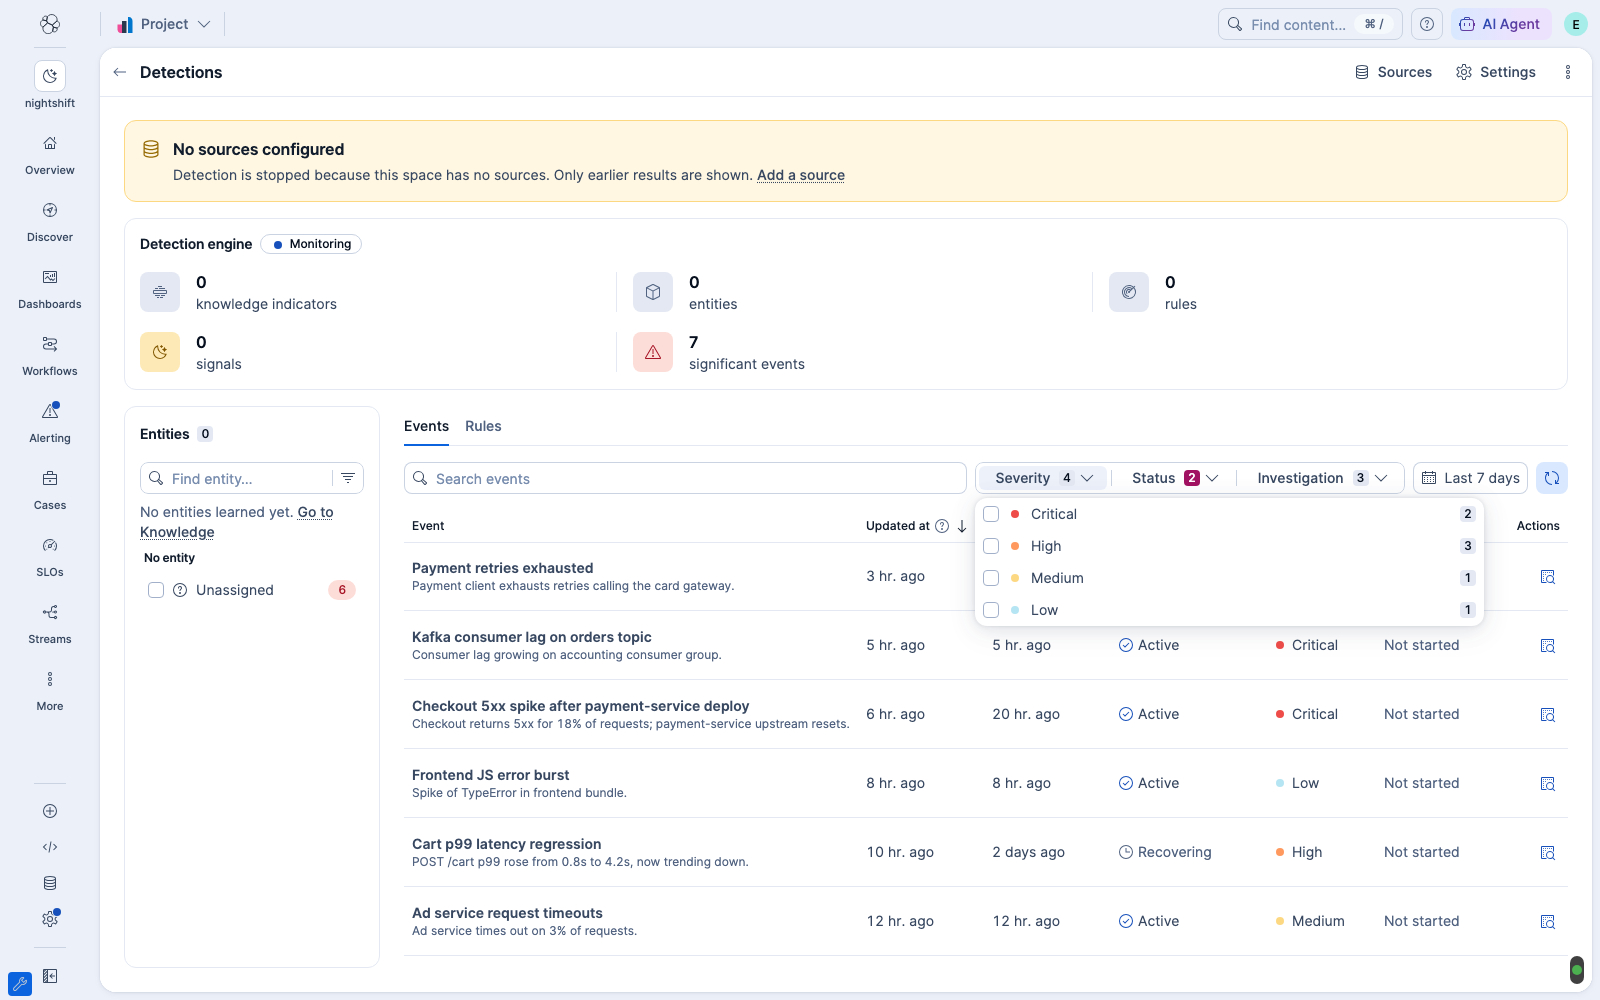 Project
Find content...
⌘ /
AI Agent
E
nightshift
Overview
Discover
Dashboards
Workflows
Alerting
Cases
SLOs
Streams
More
Detections
Sources
Settings
No sources configured
Detection is stopped because this space has no sources. Only earlier results are shown. Add a source
Detection engine
Monitoring
0
knowledge indicators
0
entities
0
rules
0
signals
7
significant events
Entities 0
Find entity...
No entities learned yet. Go to
Knowledge
No entity
Unassigned 6
Events
Rules
Search events
Severity 4
Status 2
Investigation 3
Last 7 days
Critical 2
High 3
Medium 1
Low 1
Event
Updated at
Actions
Payment retries exhausted
Payment client exhausts retries calling the card gateway.
3 hr. ago
Kafka consumer lag on orders topic
Consumer lag growing on accounting consumer group.
5 hr. ago
5 hr. ago
Active
Critical
Not started
Checkout 5xx spike after payment-service deploy
Checkout returns 5xx for 18% of requests; payment-service upstream resets.
6 hr. ago
20 hr. ago
Active
Critical
Not started
Frontend JS error burst
Spike of TypeError in frontend bundle.
8 hr. ago
8 hr. ago
Active
Low
Not started
Cart p99 latency regression
POST /cart p99 rose from 0.8s to 4.2s, now trending down.
10 hr. ago
2 days ago
Recovering
High
Not started
Ad service request timeouts
Ad service times out on 3% of requests.
12 hr. ago
12 hr. ago
Active
Medium
Not started